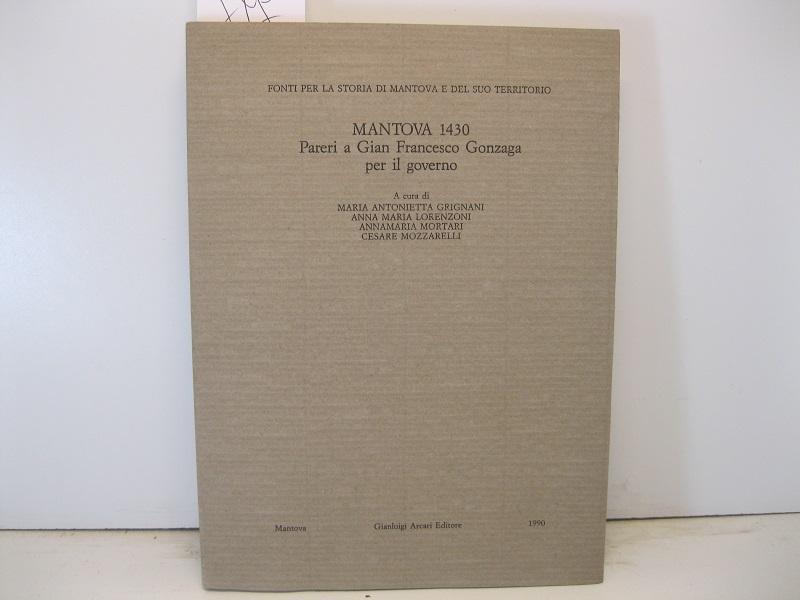 FONTI PER LA STORIA DI MANTOVA E DEL SUO TERRITORIO
MANTOVA 1430
Pareri a Gian Francesco Gonzaga
per il governo
A cura di
MARIA ANTONIETTA GRIGNANI
ANNA MARIA LORENZONI
ANNAMARIA MORTARI
CESARE MOZZARELLI
Mantova Gianluigi Arcari Editore 1990